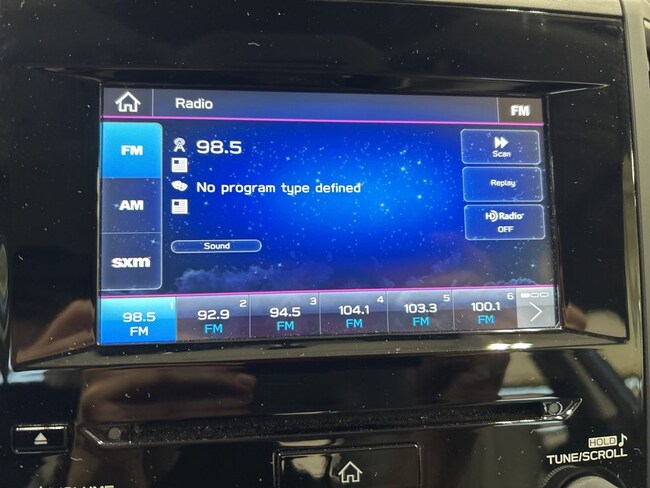 Radio
FM
FM
98.5
Scan
No program type defined
Replay
AM
HD Radio
OFF
Sound
sxm
1
98.5
FM
2
92.9
FM
3
94.5
FM
4
104.1
FM
5
103.3
FM
6
100.1
FM
HOLD
TUNE/SCROLL
VOLUME